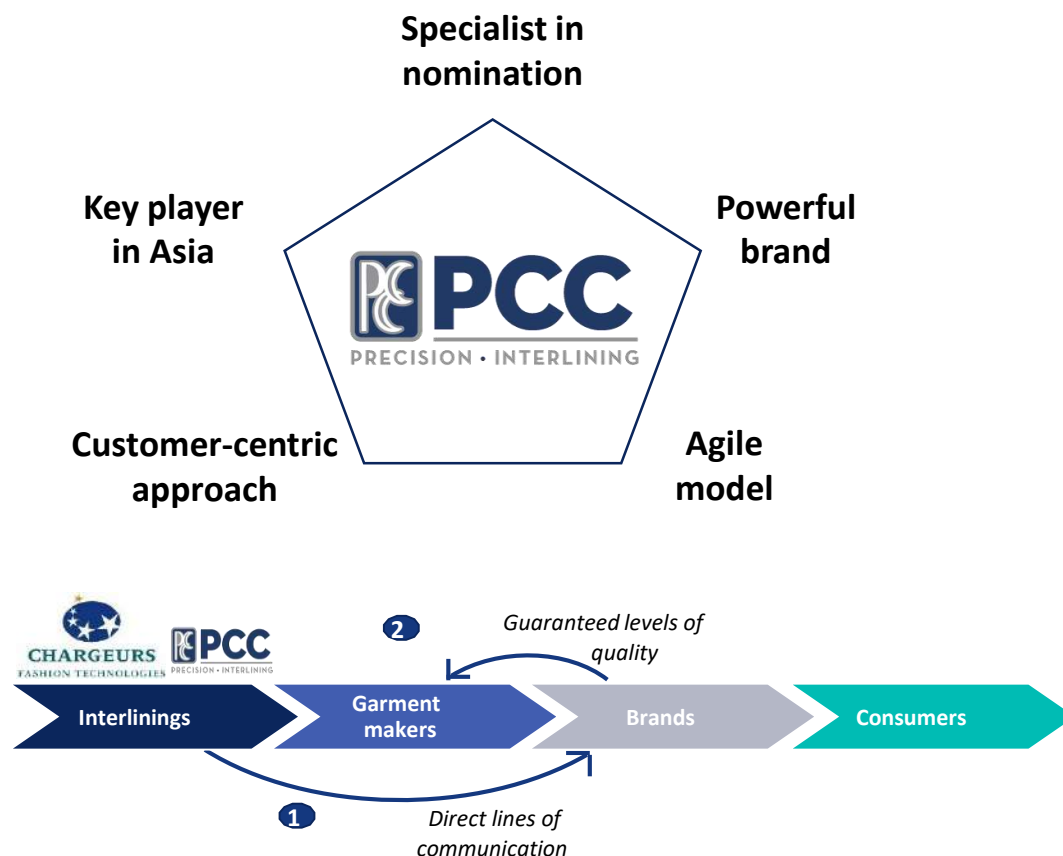 Specialist in
nomination
Key player
in Asia
Powerful
brand
PCC
PCC
PRECISION · INTERLINING
Customer-centric
approach
Agile
model
CHARGEURS
FASHION TECHNOLOGIES
PCC
PCC
PRECISION · INTERLINING
2
Guaranteed levels of
quality
Interlinings
Garment
makers
Brands
Consumers
1
Direct lines of
communication